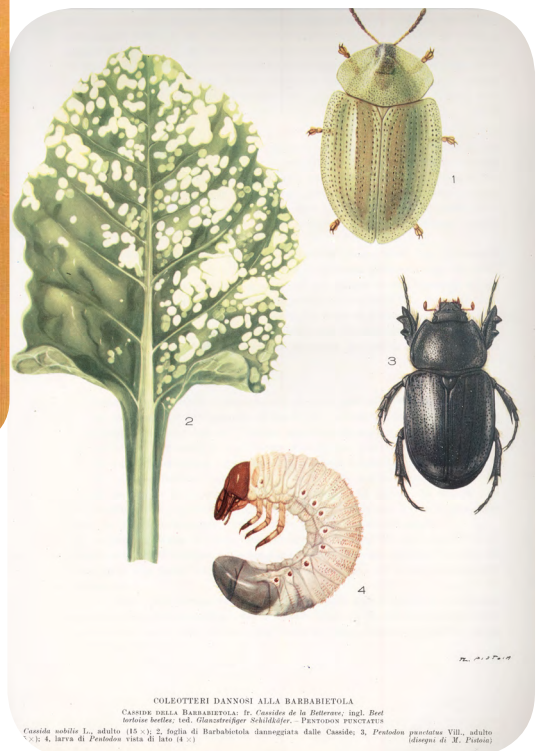 1
2
3
4
COLEOTTERI DANNOSI ALLA BARBABIETOLA
CASSIDE DELLA BARBABIETOLA: fr. Cassides de la Betterave; ingl. Beet
tortoise beetles; ted. Glanzstreifiger Schildkäfer. - PENTODON PUNCTATUS
Cassida nobilis L., adulto (15 ×); 2, foglia di Barbabietola danneggiata dalle Casside; 3, Pentodon punctatus Vill., adulto
×); 4, larva di Pentodon vista di lato (4 ×) (disegni di M. Pistoia)